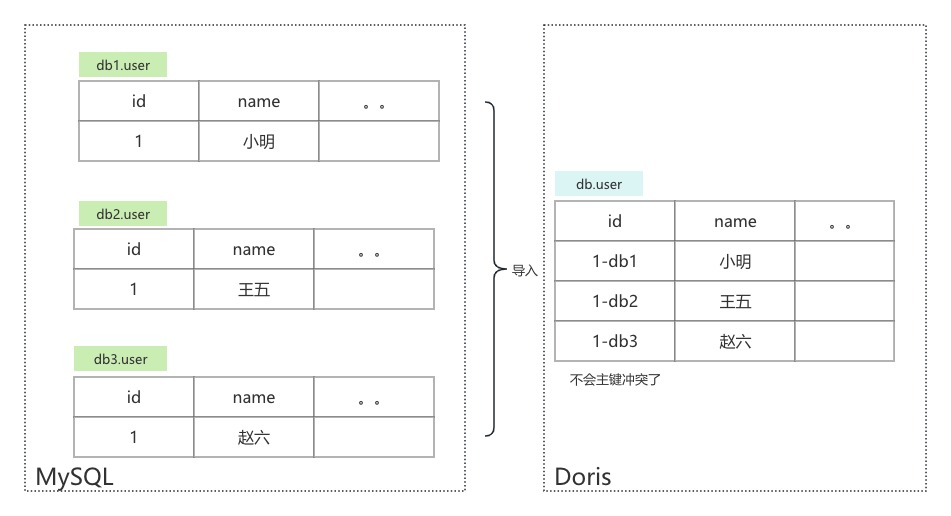 db1.user
id name 。。
1 小明
db2.user
id name 。。
1 王五
db3.user
id name 。。
1 赵六
MySQL
导入
db.user
id name 。。
1-db1 小明
1-db2 王五
1-db3 赵六
不会主键冲突了
Doris